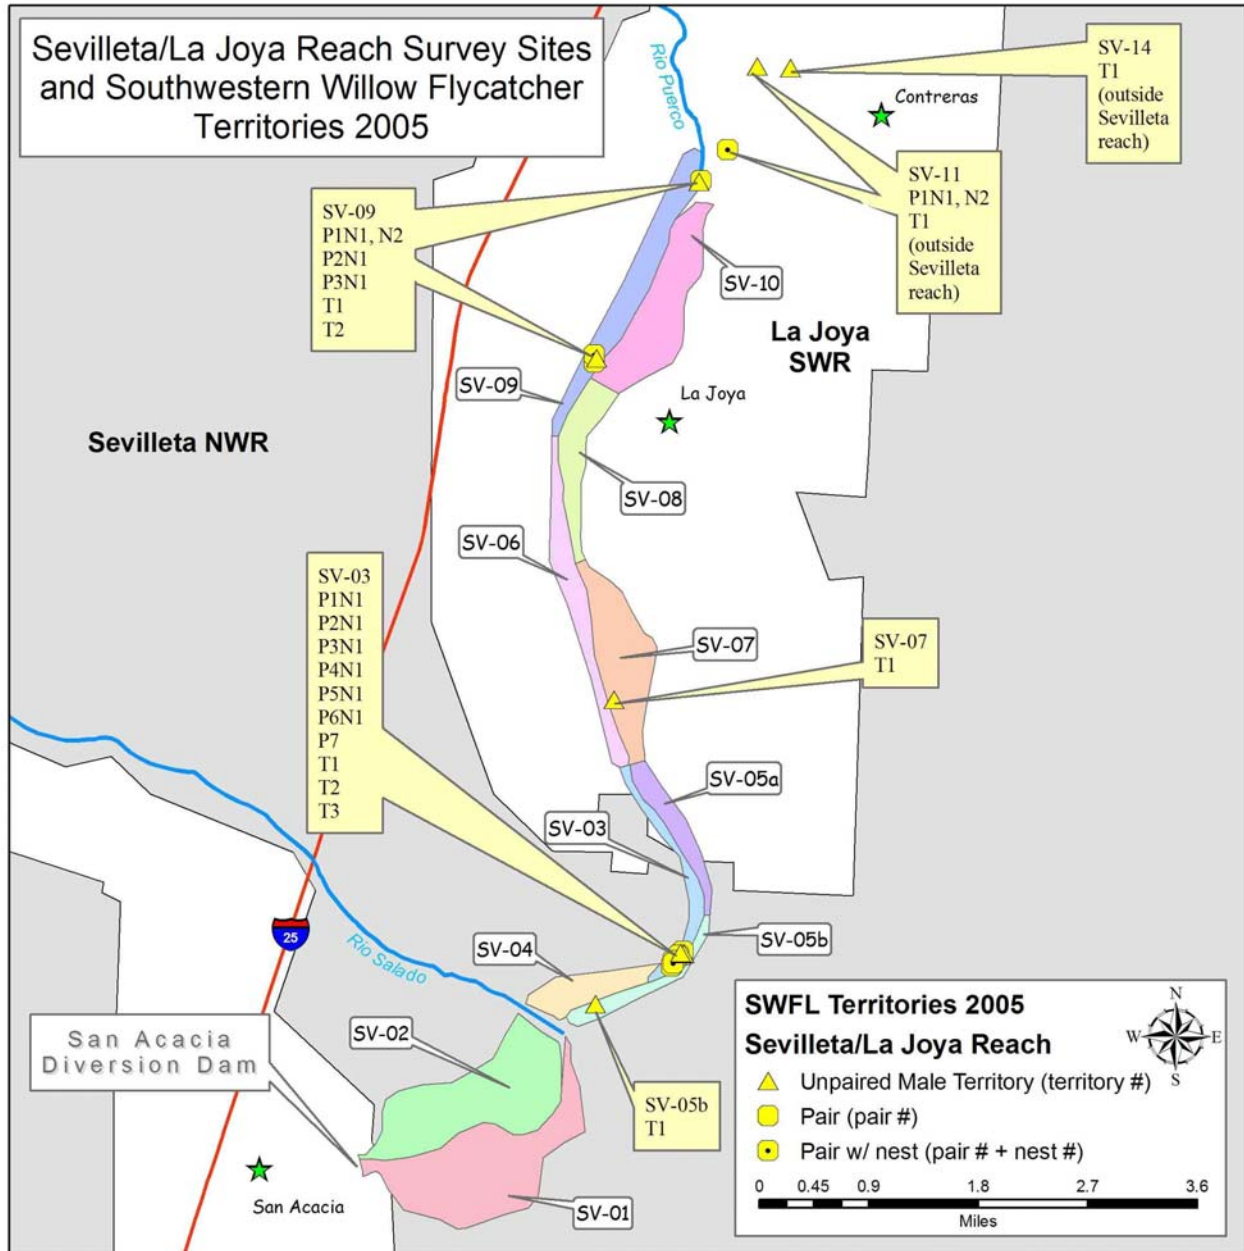 Sevilleta/La Joya Reach Survey Sites
and Southwestern Willow Flycatcher
Territories 2005
Rio Puerco
Contreras
SV-14
T1
(outside
Sevilleta
reach)
SV-11
P1N1, N2
T1
(outside
Sevilleta
reach)
SV-09
P1N1, N2
P2N1
P3N1
T1
T2
SV-10
La Joya
SWR
SV-09
La Joya
Sevilleta NWR
SV-08
SV-06
SV-03
P1N1
P2N1
P3N1
P4N1
P5N1
P6N1
P7
T1
T2
T3
SV-07
SV-07
T1
SV-05a
SV-03
25
Rio Salado
SV-04
SV-05b
San Acacia
Diversion Dam
SV-02
SV-05b
T1
San Acacia
SV-01
SWFL Territories 2005
Sevilleta/La Joya Reach
N
W
E
S
Unpaired Male Territory (territory #)
Pair (pair #)
Pair w/ nest (pair # + nest #)
0 0.45 0.9 1.8 2.7 3.6
Miles